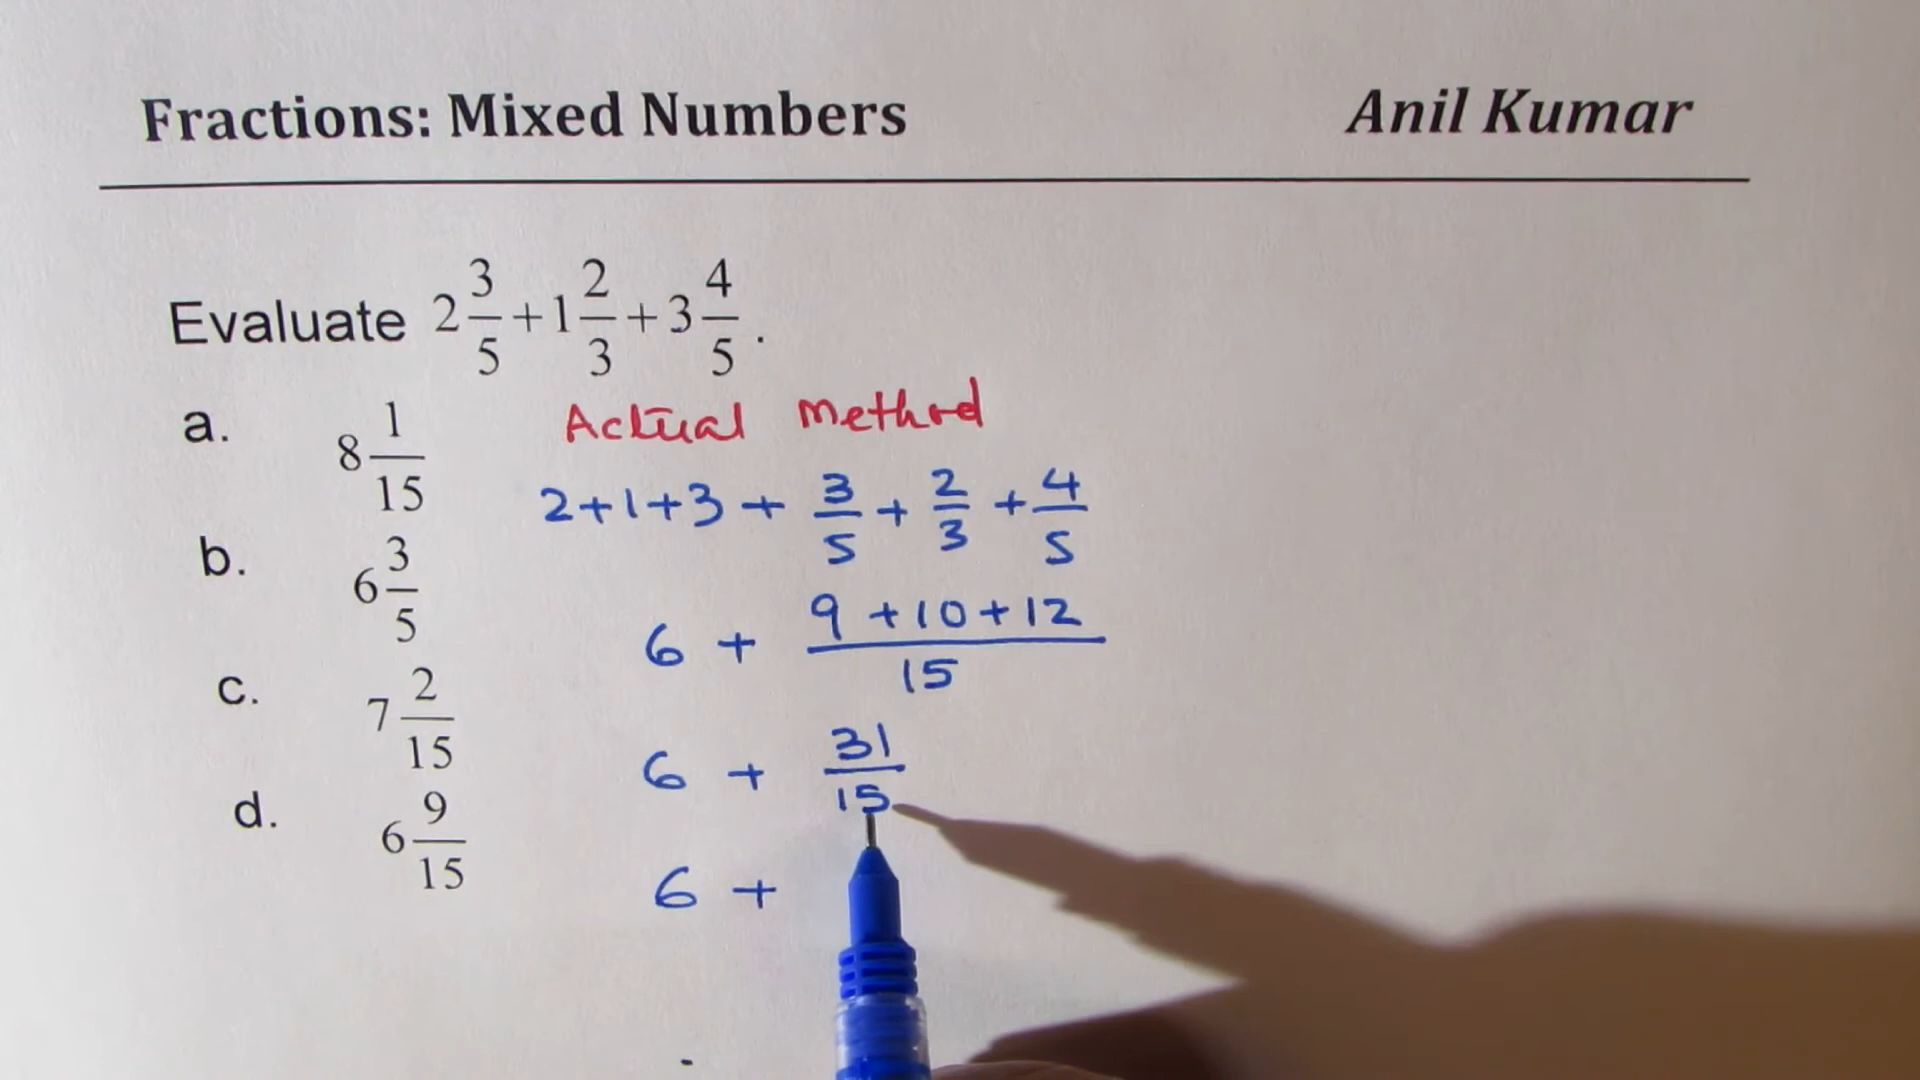 Fractions: Mixed Numbers Anil Kumar
Evaluate 2 3/5 + 1 2/3 + 3 4/5 .
Actual Method
a. 8 1/15
2+1+3 + 3/5 + 2/3 + 4/5
b. 6 3/5
6 + (9+10+12)/15
c. 7 2/15
6 + 31/15
d. 6 9/15
6 +